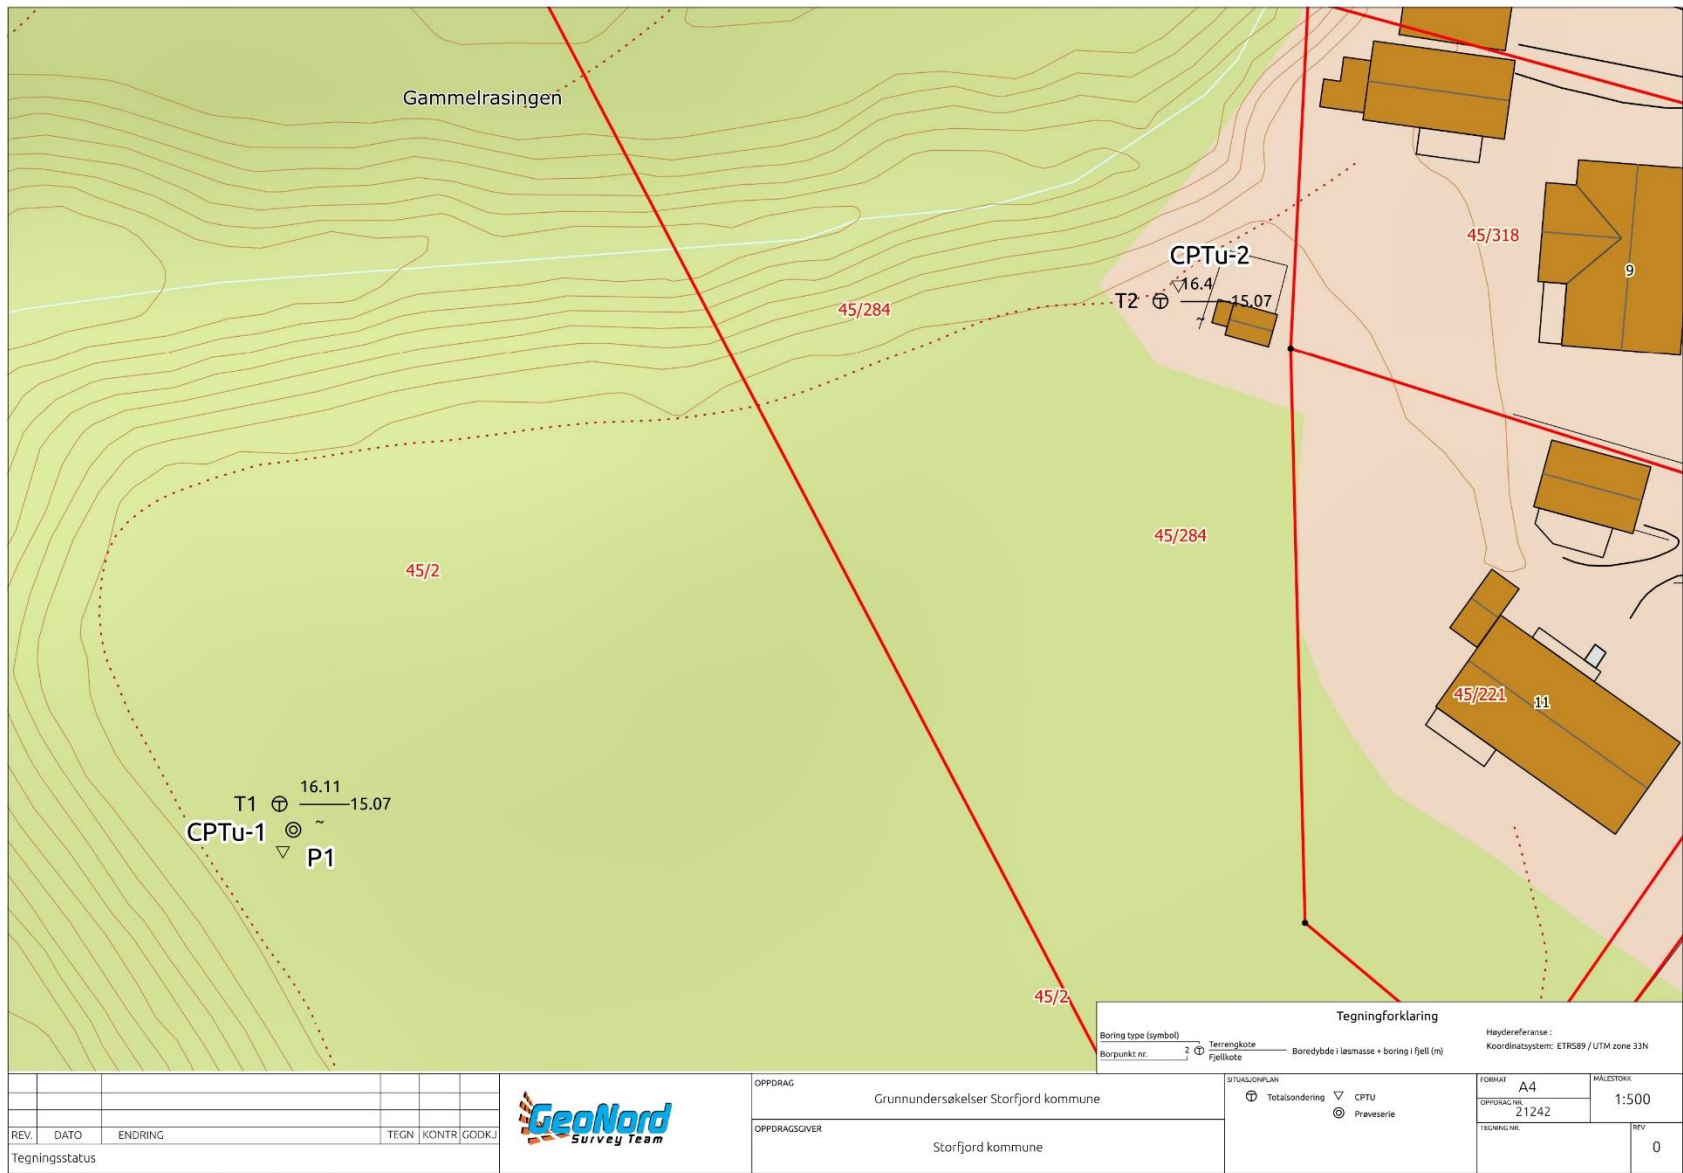 Gammelrasingen
45/318
9
CPTu-2
16.4
T2
15.07
~
45/284
45/284
45/2
45/221
11
16.11
T1
15.07
~
CPTu-1
P1
45/2
Tegningforklaring
Boring type (symbol)
Borpunkt nr.
2
Terrengkote
Fjellkote
Boredybde i løsmasse + boring i fjell (m)
Høydereferanse :
Koordinatsystem: ETRS89 / UTM zone 33N
REV. DATO ENDRING TEGN KONTR GODKJ
Tegningsstatus
GeoNord
Survey Team
OPPDRAG
Grunnundersøkelser Storfjord kommune
OPPDRAGSGIVER
Storfjord kommune
SITUASJONPLAN
Totalsondering CPTU
Prøveserie
FORMAT
A4
MÅLESTOKK
1:500
OPPDRAG NR.
21242
TEGNING NR.
REV
0